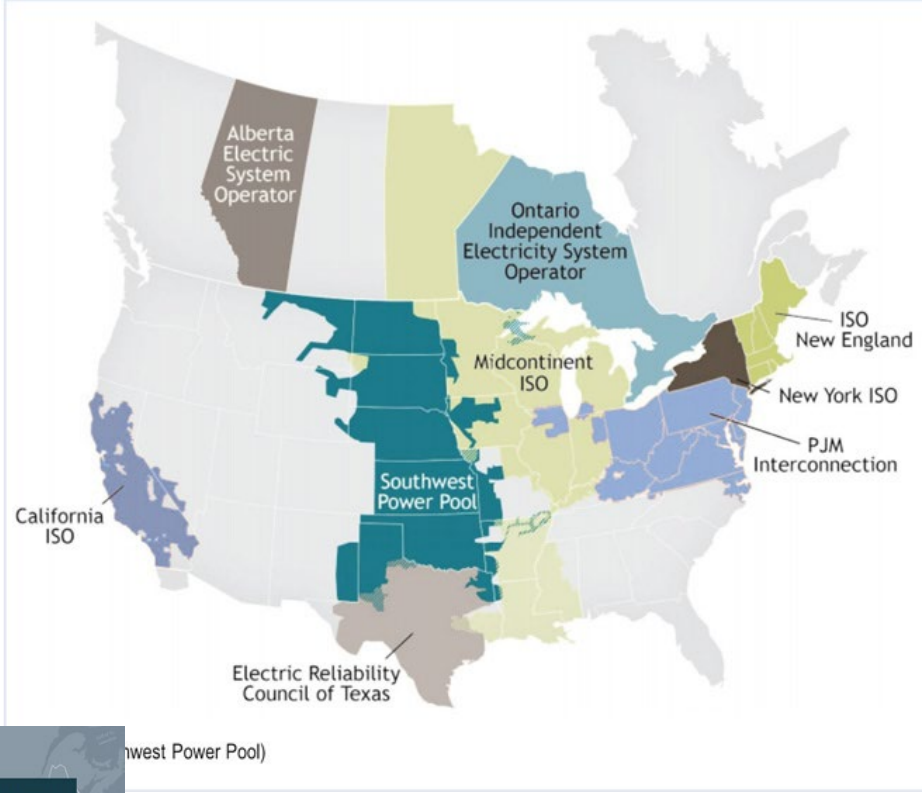 Alberta
Electric
System
Operator
Ontario
Independent
Electricity System
Operator
ISO
New England
Midcontinent
ISO
New York ISO
PJM
Interconnection
Southwest
Power Pool
California
ISO
Electric Reliability
Council of Texas
Power Pool)